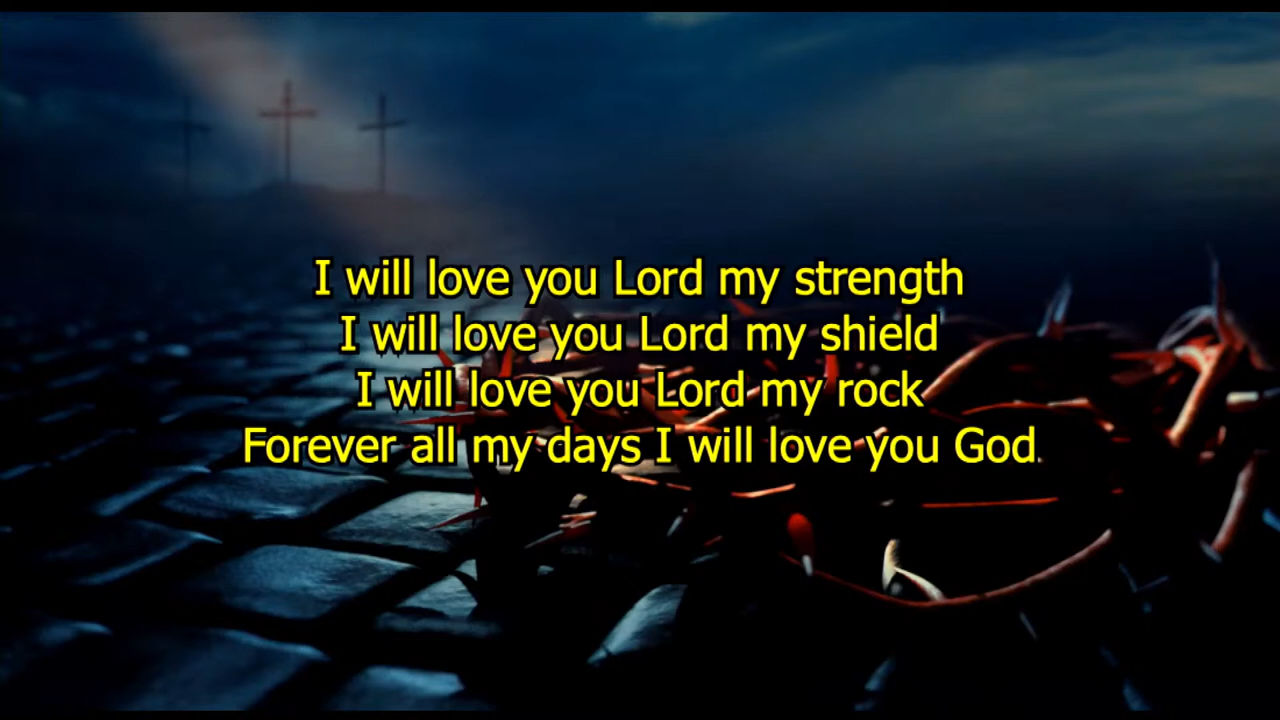 I will love you Lord my strength
I will love you Lord my shield
I will love you Lord my rock
Forever all my days I will love you God